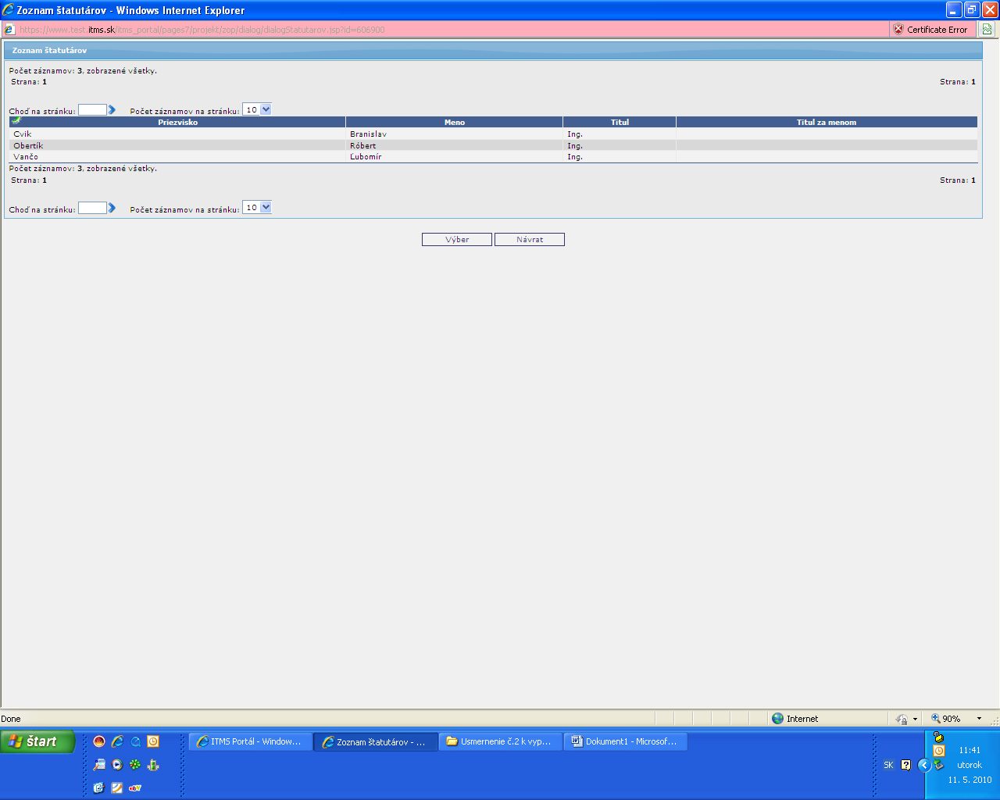 Zoznam štatutárov - Windows Internet Explorer
https://www.test.itms.sk/itms_portal/pages7/projekt/zop/dialog/dialogStatutarov.jsp?id=606900 Certificate Error
Zoznam štatutárov
Počet záznamov: 3, zobrazené všetky.
Strana: 1 Strana: 1
Choď na stránku: Počet záznamov na stránku: 10
Priezvisko Meno Titul Titul za menom
Cvik Branislav Ing.
Obertík Róbert Ing.
Vančo Ľubomír Ing.
Počet záznamov: 3, zobrazené všetky.
Strana: 1 Strana: 1
Choď na stránku: Počet záznamov na stránku: 10
Výber Návrat
Done Internet 90%
štart ITMS Portál - Window... Zoznam štatutárov - ... Usmernenie č.2 k vyp... Dokument1 - Microsof...
SK 11:41
utorok
11. 5. 2010